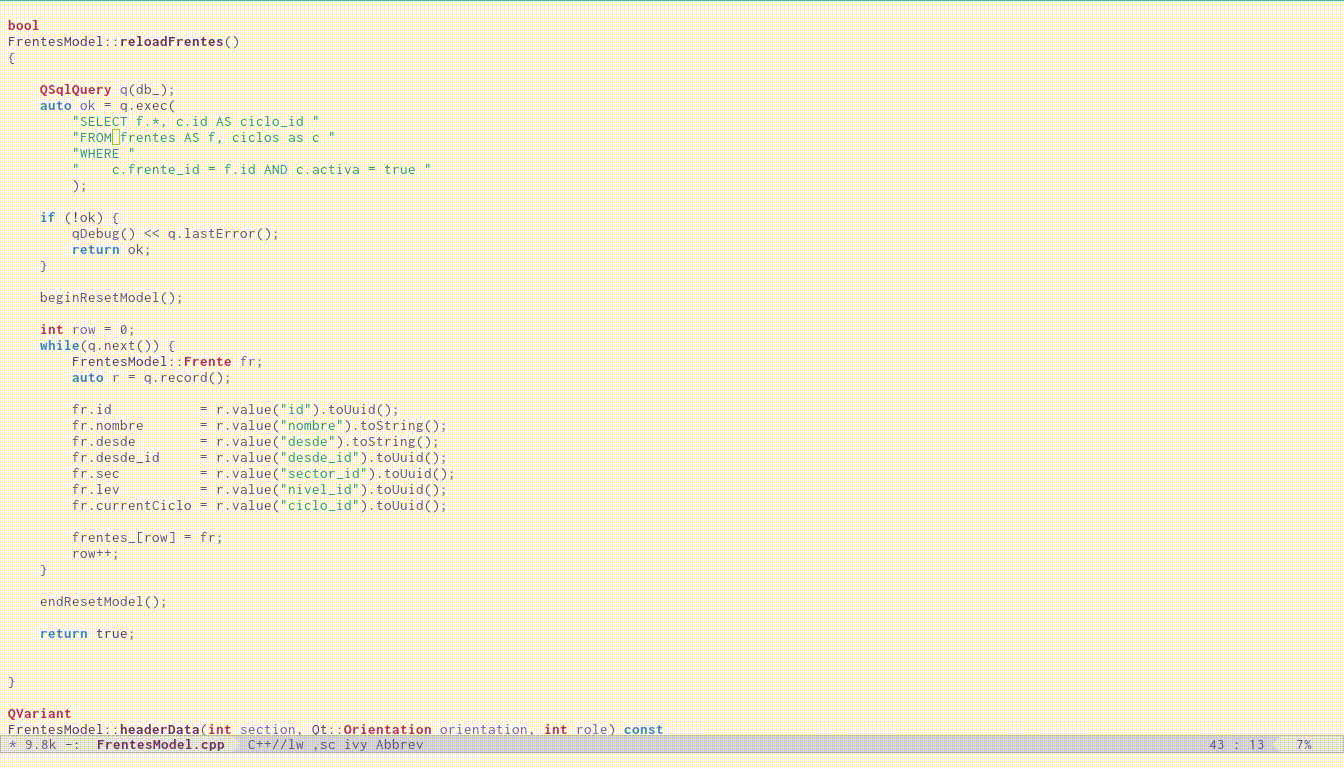 bool
FrentesModel::reloadFrentes()
{
    QSqlQuery q(db_);
    auto ok = q.exec(
        "SELECT f.*, c.id AS ciclo_id "
        "FROM frentes AS f, ciclos as c "
        "WHERE "
        "    c.frente_id = f.id AND c.activa = true "
        );
    if (!ok) {
        qDebug() << q.lastError();
        return ok;
    }
    beginResetModel();
    int row = 0;
    while(q.next()) {
        FrentesModel::Frente fr;
        auto r = q.record();
        fr.id           = r.value("id").toUuid();
        fr.nombre       = r.value("nombre").toString();
        fr.desde        = r.value("desde").toString();
        fr.desde_id     = r.value("desde_id").toUuid();
        fr.sec          = r.value("sector_id").toUuid();
        fr.lev          = r.value("nivel_id").toUuid();
        fr.currentCiclo = r.value("ciclo_id").toUuid();
        frentes_[row] = fr;
        row++;
    }
    endResetModel();
    return true;
}
QVariant
FrentesModel::headerData(int section, Qt::Orientation orientation, int role) const
* 9.8k -:  FrentesModel.cpp   C++//lw ,sc ivy Abbrev   43 : 13   7%